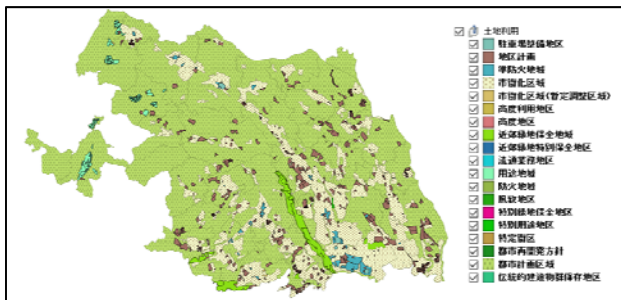 土地利用
駐車場整備地区
地区計画
準防火地域
市街化区域
市街化区域(暫定調整区域)
高度利用地区
高度地区
近郊緑地保全地域
近郊緑地特別保全地区
流通業務地区
用途地域
防火地域
風致地区
特別緑地保全地区
特別用途地区
特定街区
都市再開発方針
都市計画区域
伝統的建造物群保存地区